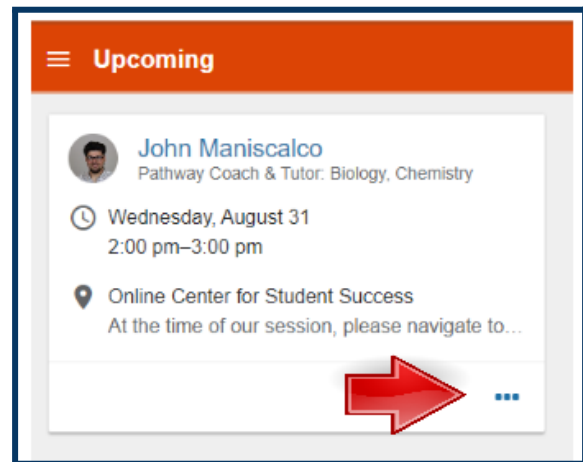 Upcoming
John Maniscalco
Pathway Coach & Tutor: Biology, Chemistry
Wednesday, August 31
2:00 pm–3:00 pm
Online Center for Student Success
At the time of our session, please navigate to…